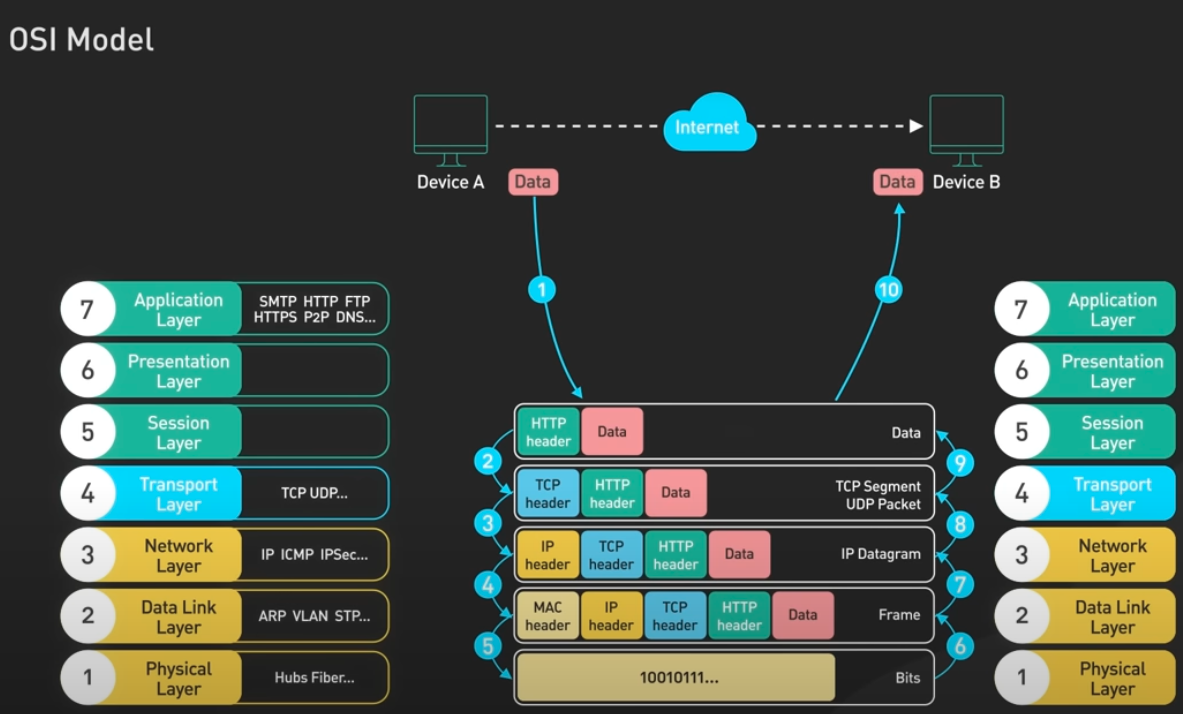 OSI Model
Internet
Device A
Data
Data
Device B
1
10
7
Application
Layer
SMTP HTTP FTP
HTTPS P2P DNS...
6
Presentation
Layer
5
Session
Layer
4
Transport
Layer
TCP UDP...
3
Network
Layer
IP ICMP IPSec...
2
Data Link
Layer
ARP VLAN STP...
1
Physical
Layer
Hubs Fiber...
HTTP
header
Data
Data
2
9
TCP
header
HTTP
header
Data
TCP Segment
UDP Packet
3
8
IP
header
TCP
header
HTTP
header
Data
IP Datagram
4
7
MAC
header
IP
header
TCP
header
HTTP
header
Data
Frame
5
6
10010111...
Bits
7
Application
Layer
6
Presentation
Layer
5
Session
Layer
4
Transport
Layer
3
Network
Layer
2
Data Link
Layer
1
Physical
Layer